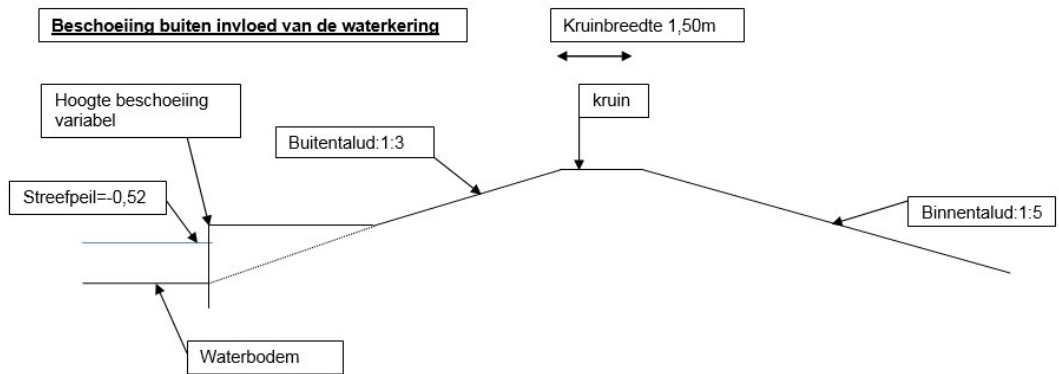 Beschoeiing buiten invloed van de waterkering
Kruinbreedte 1,50m
Hoogte beschoeiing
variabel
kruin
Buitentalud:1:3
Streefpeil=-0,52
Binnentalud:1:5
Waterbodem